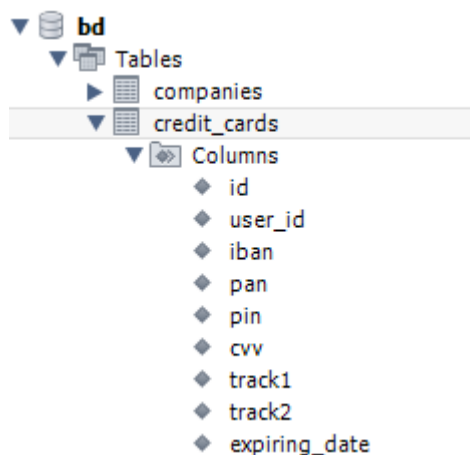 bd
Tables
companies
credit_cards
Columns
id
user_id
iban
pan
pin
cvv
track1
track2
expiring_date